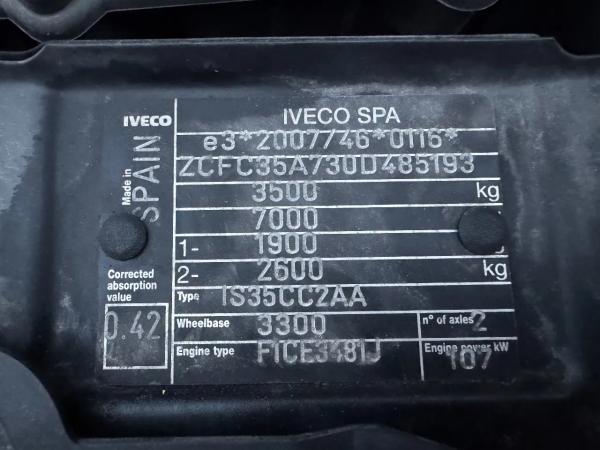 IVECO
IVECO SPA
Made in SPAIN
e3*2007/46*0116*
ZCFC35A730D485193
3500 kg
7000
1- 1900
2- 2600 kg
Corrected absorption value
0.42
Type IS35CC2AA
Wheelbase 3300
n° of axles 2
Engine type F1CE3481J
Engine power kW
107